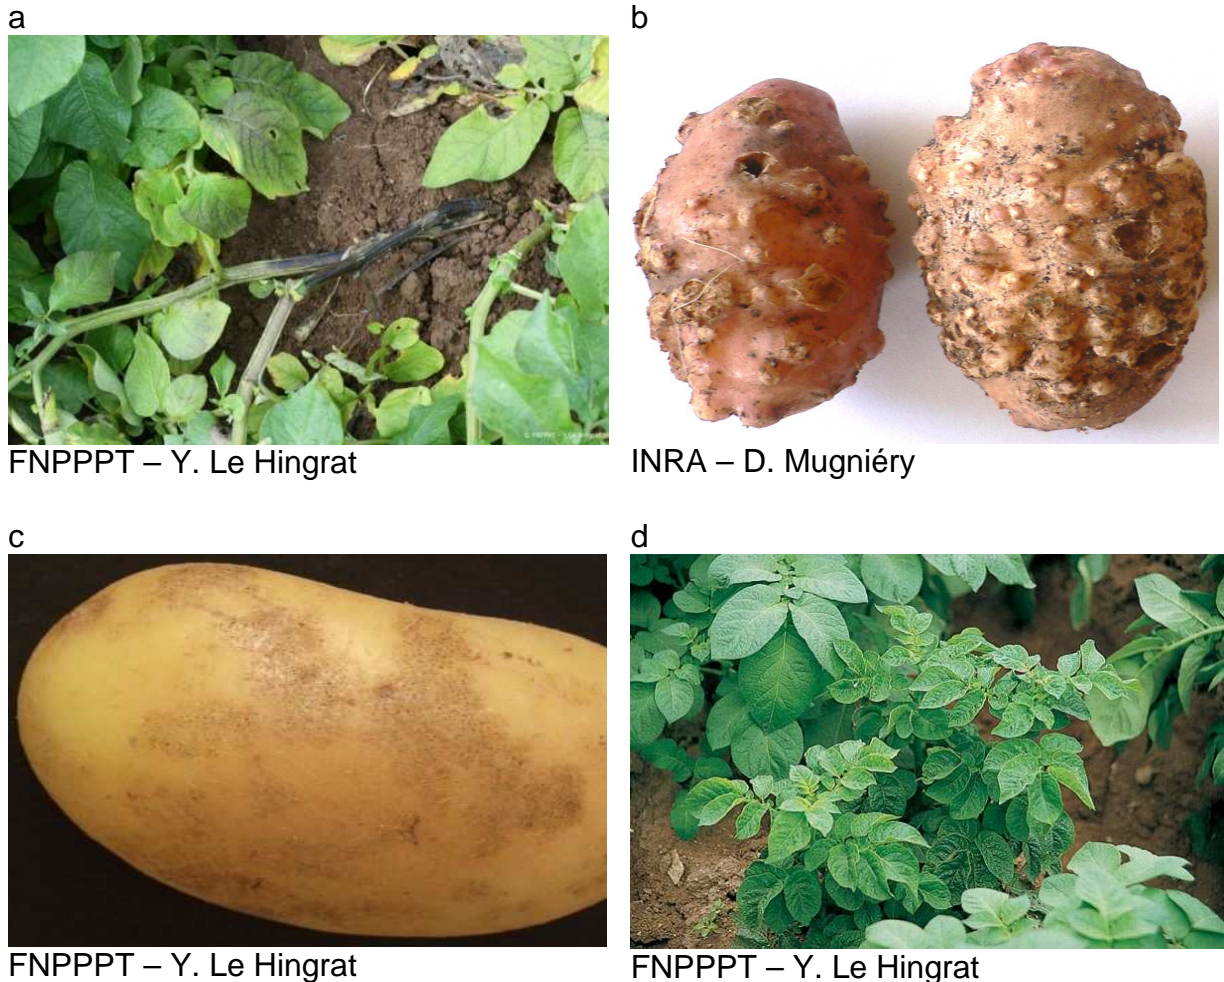 a
b
FNPPPT – Y. Le Hingrat
INRA – D. Mugniéry
c
d
FNPPPT – Y. Le Hingrat
FNPPPT – Y. Le Hingrat